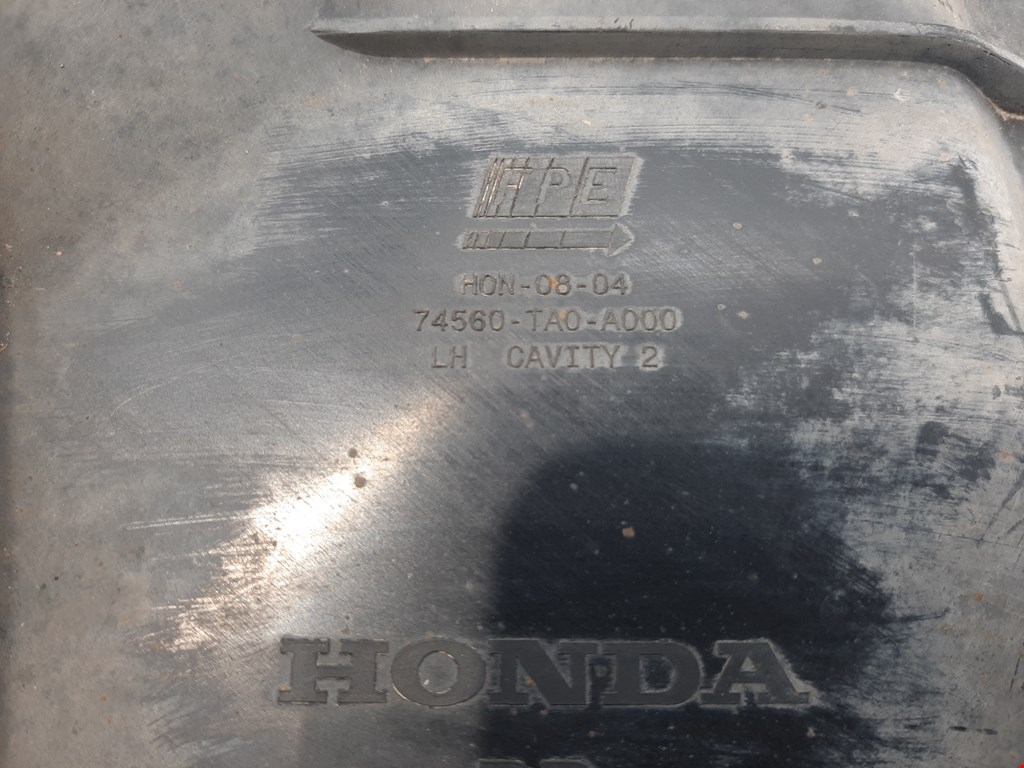 HPE
HON-08-04
74560-TA0-A000
LH CAVITY 2
HONDA